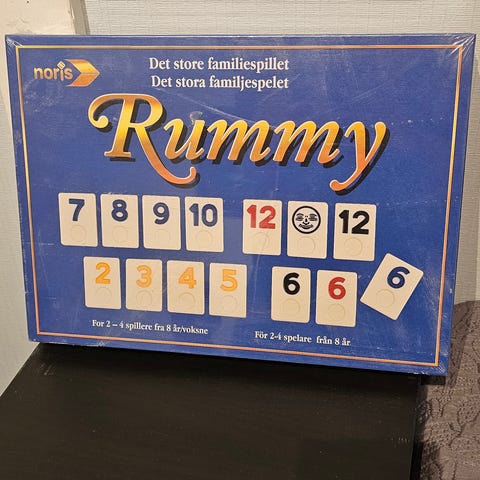 noris
Det store familiespillet
Det stora familjespelet
Rummy
7 8 9 10 12 12
2 3 4 5 6 6 6
For 2 – 4 spillere fra 8 år/voksne
För 2-4 spelare från 8 år